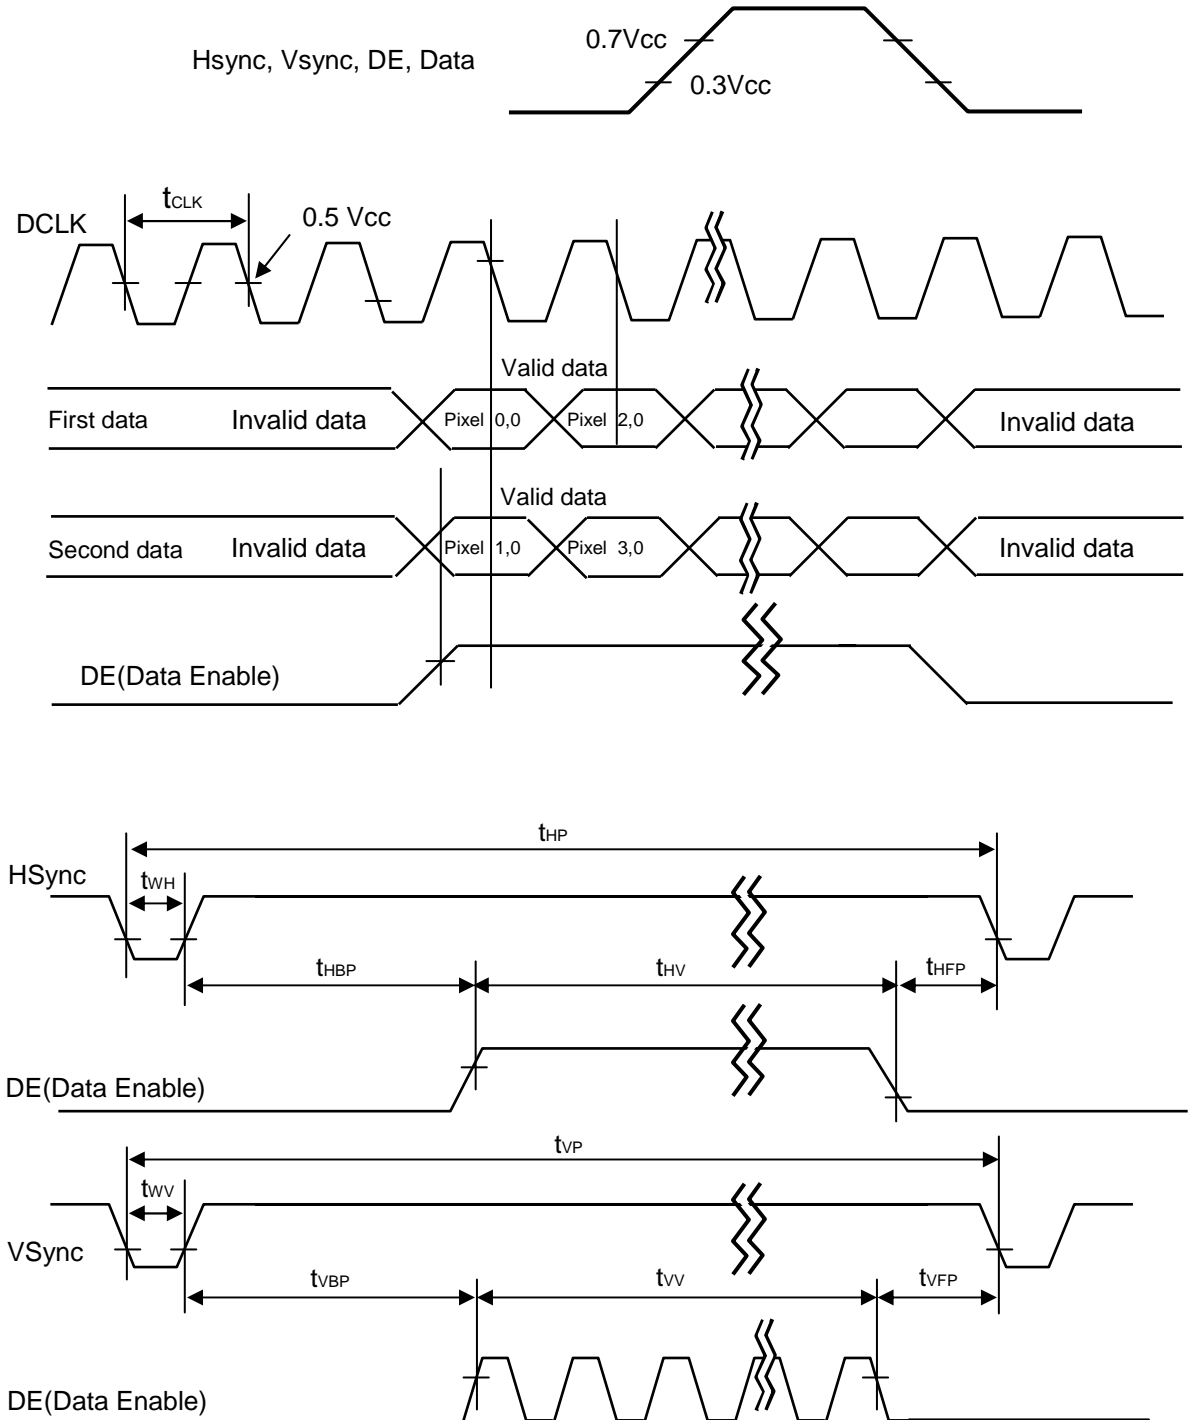 0.7Vcc
Hsync, Vsync, DE, Data
0.3Vcc
tCLK
DCLK
0.5 Vcc
Valid data
First data Invalid data Pixel 0,0 Pixel 2,0 Invalid data
Valid data
Second data Invalid data Pixel 1,0 Pixel 3,0 Invalid data
DE(Data Enable)
tHP
HSync
tWH
tHBP tHV tHFP
DE(Data Enable)
tVP
tWV
VSync
tVBP tVV tVFP
DE(Data Enable)